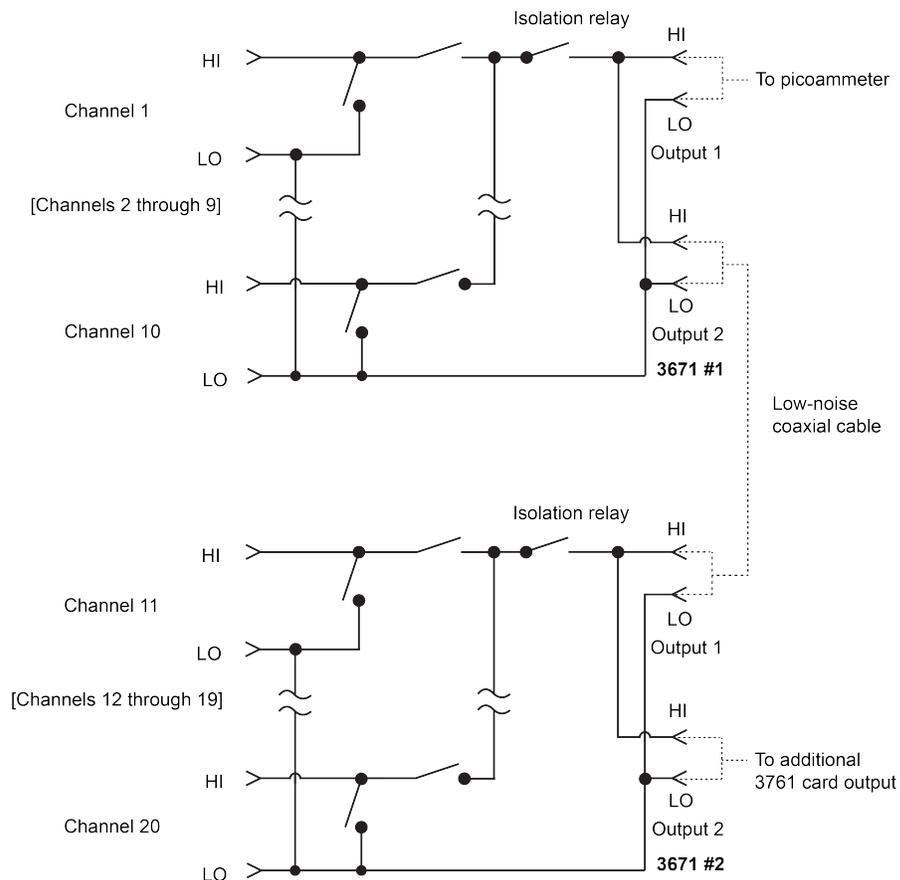 Isolation relay
HI
HI
To picoammeter
Channel 1
LO
LO
Output 1
[Channels 2 through 9]
HI
HI
LO
Channel 10
Output 2
LO
3671 #1
Low-noise
coaxial cable
Isolation relay
HI
HI
Channel 11
LO
LO
Output 1
[Channels 12 through 19]
HI
To additional
3761 card output
HI
LO
Channel 20
Output 2
3671 #2
LO